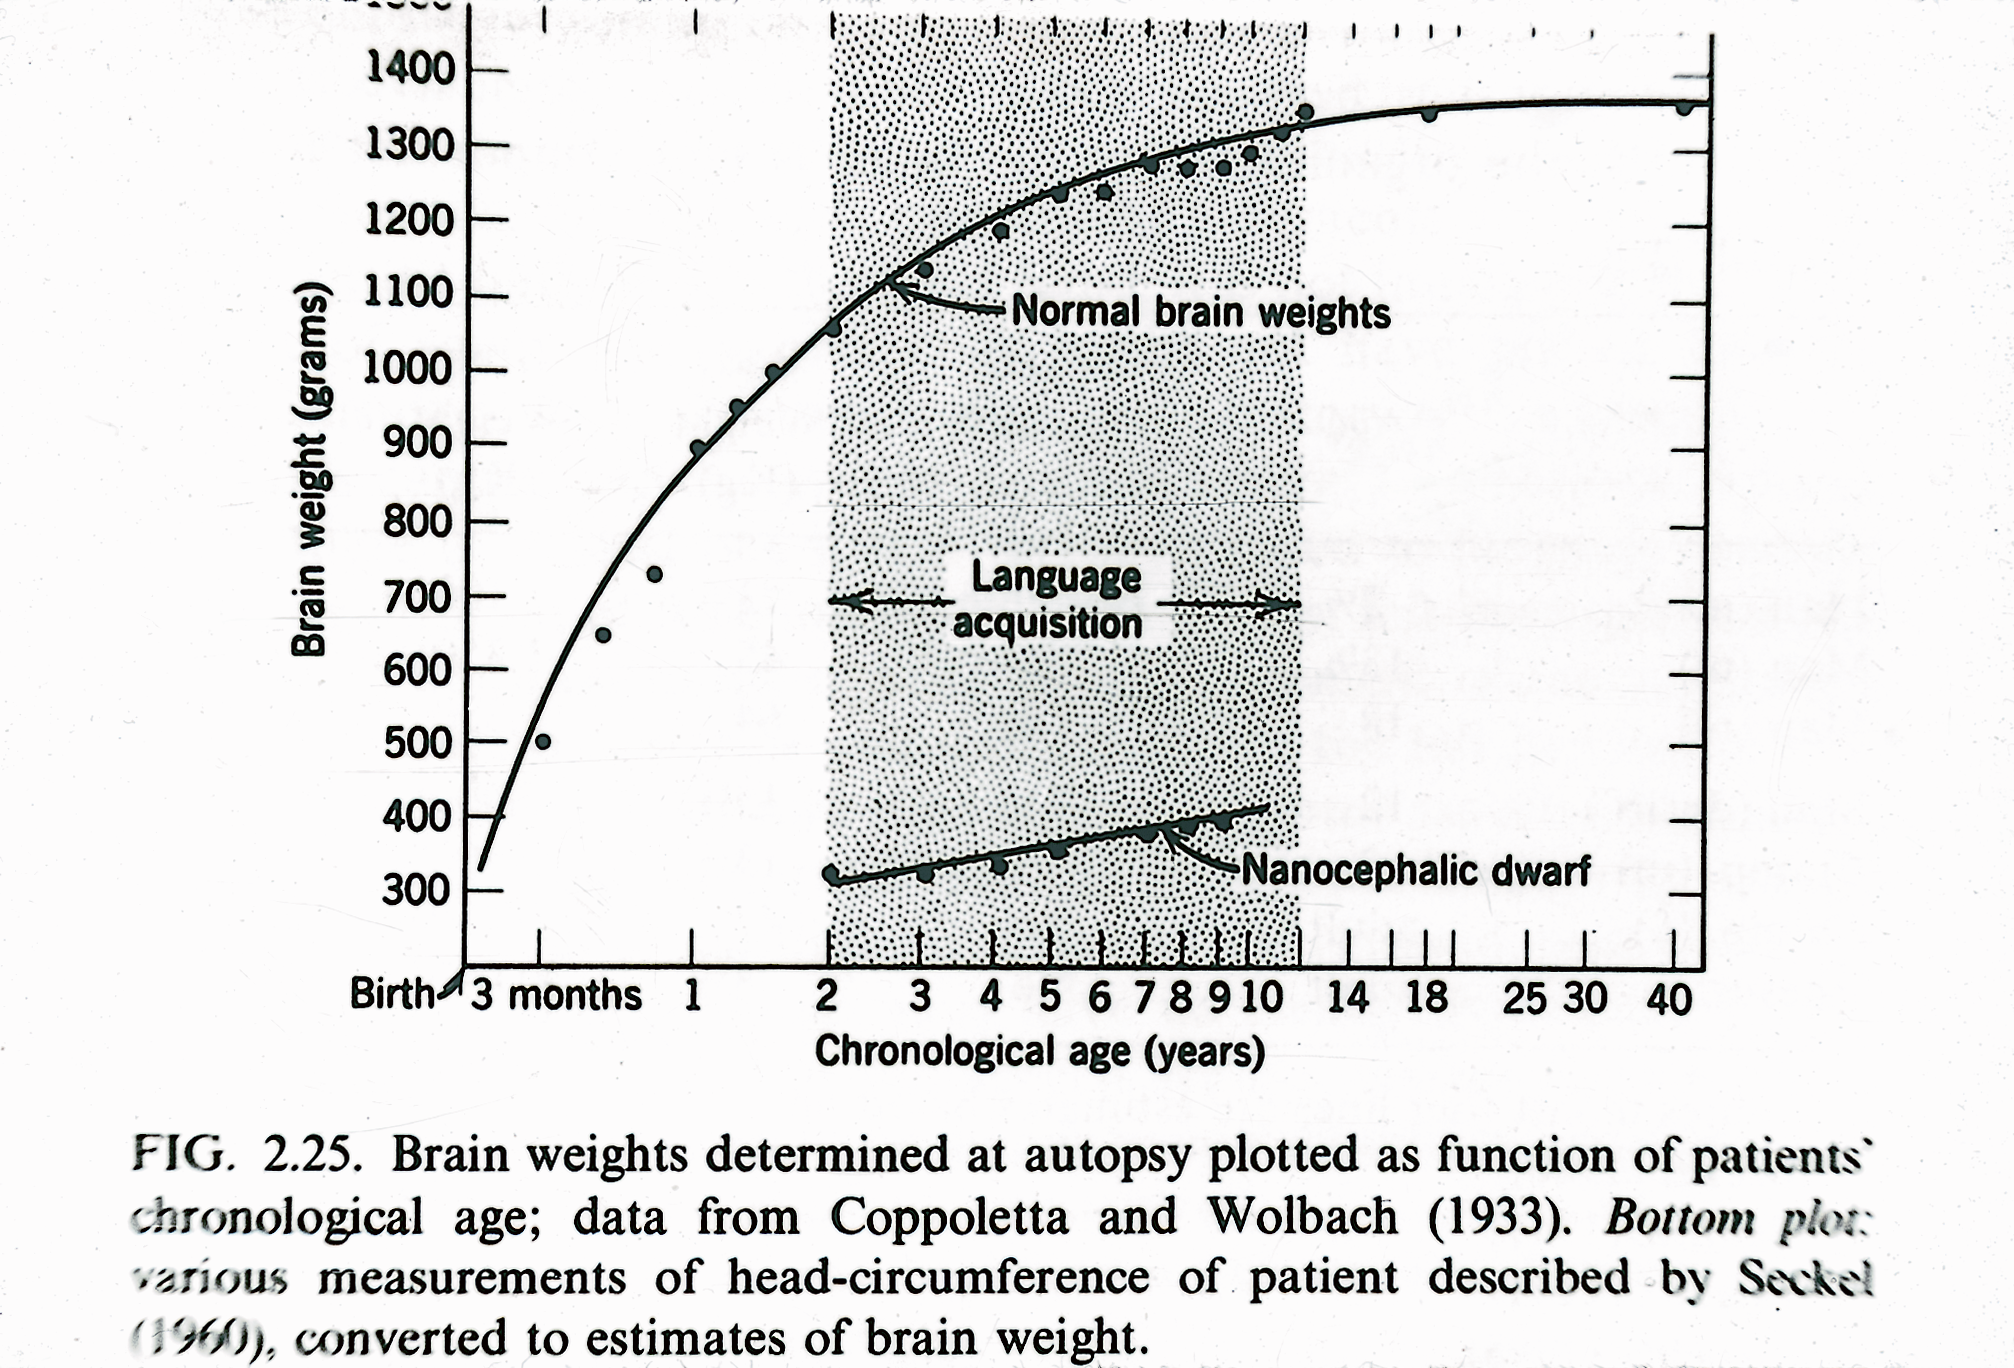 1400
1300
1200
1100
1000
900
800
700
600
500
400
300
Brain weight (grams)
Normal brain weights
Language
acquisition
Nanocephalic dwarf
Birth 3 months 1 2 3 4 5 6 7 8 9 10 14 18 25 30 40
Chronological age (years)
FIG. 2.25. Brain weights determined at autopsy plotted as function of patients'
chronological age; data from Coppoletta and Wolbach (1933). Bottom plot:
various measurements of head-circumference of patient described by Seckel
(1960), converted to estimates of brain weight.